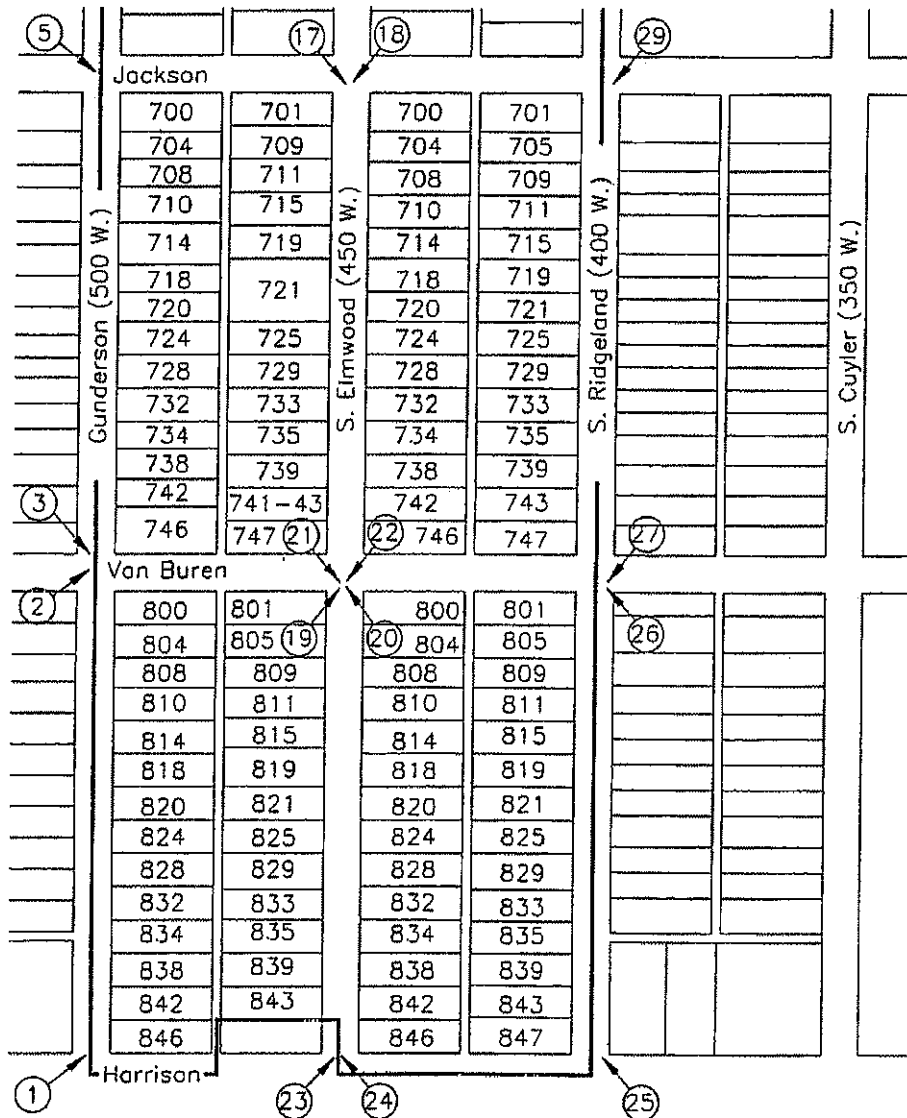 5 17 18 29
Jackson
700 701 700 701
704 709 704 705
708 711 708 709
710 715 710 711
714 719 714 715
718 721 718 719
720 720 721
724 725 724 725
728 729 728 729
732 733 732 733
734 735 734 735
738 739 738 739
742 741-43 742 743
746 747 746 747
Gunderson (500 W.)
S. Elmwood (450 W.)
S. Ridgeland (400 W.)
S. Cuyler (350 W.)
3 21 22 27
Van Buren
2 19 20 26
800 801 800 801
804 805 804 805
808 809 808 809
810 811 810 811
814 815 814 815
818 819 818 819
820 821 820 821
824 825 824 825
828 829 828 829
832 833 832 833
834 835 834 835
838 839 838 839
842 843 842 843
846 846 847
Harrison
1 23 24 25